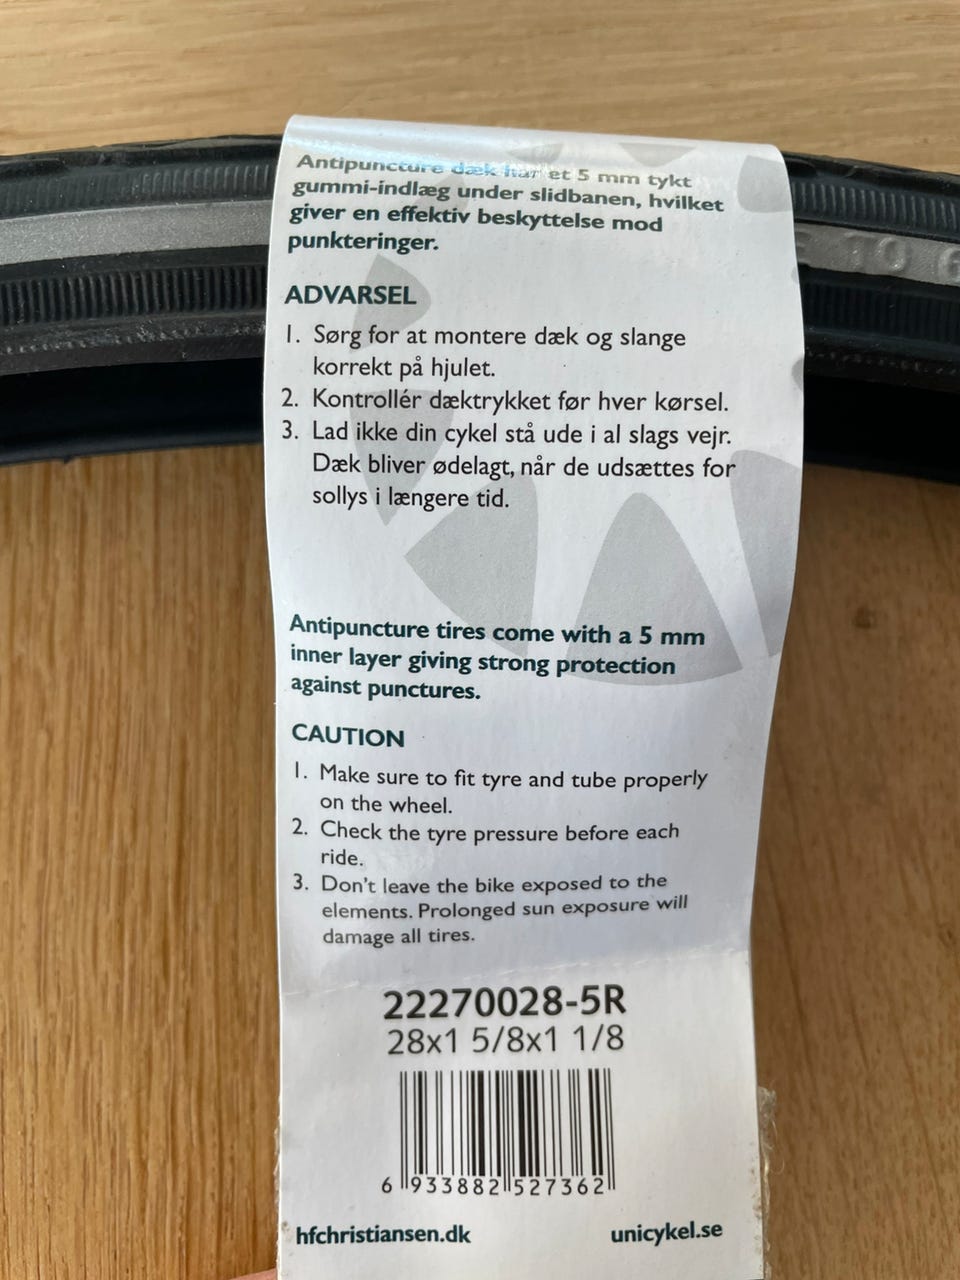 Antipuncture dæk har et 5 mm tykt
gummi-indlæg under slidbanen, hvilket
giver en effektiv beskyttelse mod
punkteringer.
ADVARSEL
1. Sørg for at montere dæk og slange
korrekt på hjulet.
2. Kontrollér dæktrykket før hver kørsel.
3. Lad ikke din cykel stå ude i al slags vejr.
Dæk bliver ødelagt, når de udsættes for
sollys i længere tid.
Antipuncture tires come with a 5 mm
inner layer giving strong protection
against punctures.
CAUTION
1. Make sure to fit tyre and tube properly
on the wheel.
2. Check the tyre pressure before each
ride.
3. Don't leave the bike exposed to the
elements. Prolonged sun exposure will
damage all tires.
22270028-5R
28x1 5/8x1 1/8
6 933882 527362
hfchristiansen.dk unicykel.se